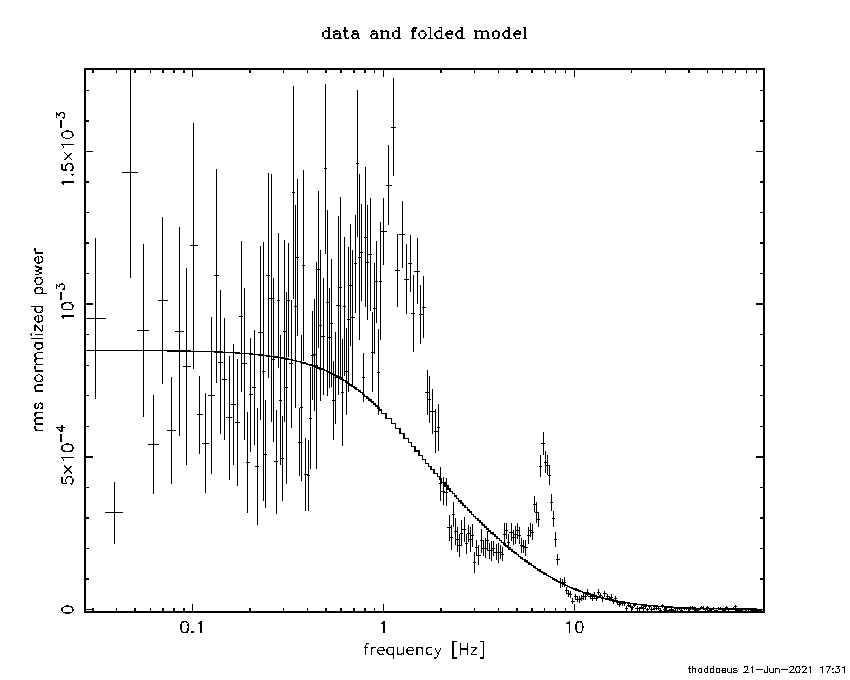 data and folded model
rms normalized power
1.5×10⁻³
10⁻³
5×10⁻⁴
0
0.1 1 10
frequency [Hz]
thaddaeus 21-Jun-2021 17:31